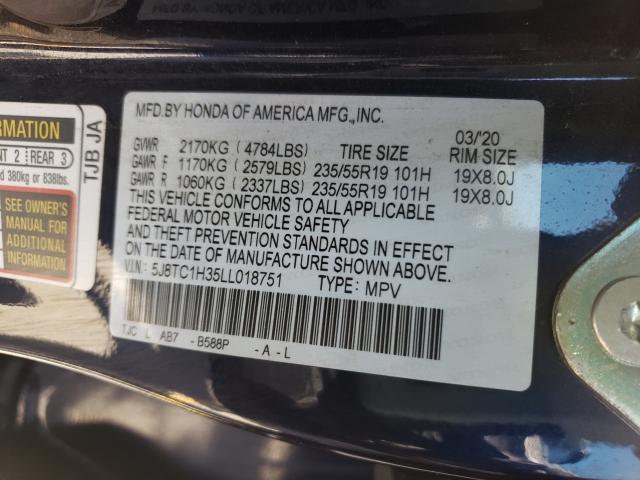 MFD.BY HONDA OF AMERICA MFG.,INC.
03/'20
GVWR 2170KG (4784LBS) TIRE SIZE RIM SIZE
GAWR F 1170KG (2579LBS) 235/55R19 101H 19X8.0J
GAWR R 1060KG (2337LBS) 235/55R19 101H 19X8.0J
THIS VEHICLE CONFORMS TO ALL APPLICABLE
FEDERAL MOTOR VEHICLE SAFETY
AND THEFT PREVENTION STANDARDS IN EFFECT
ON THE DATE OF MANUFACTURE SHOWN ABOVE.
V.I.N: 5J8TC1H35LL018751 TYPE: MPV
TJC L AB7 -B588P -A-L
RMATION
NT 2 REAR 3
d 380kg or 838lbs.
SEE OWNER'S
MANUAL FOR
ADDITIONAL
INFORMATION
TJB JA